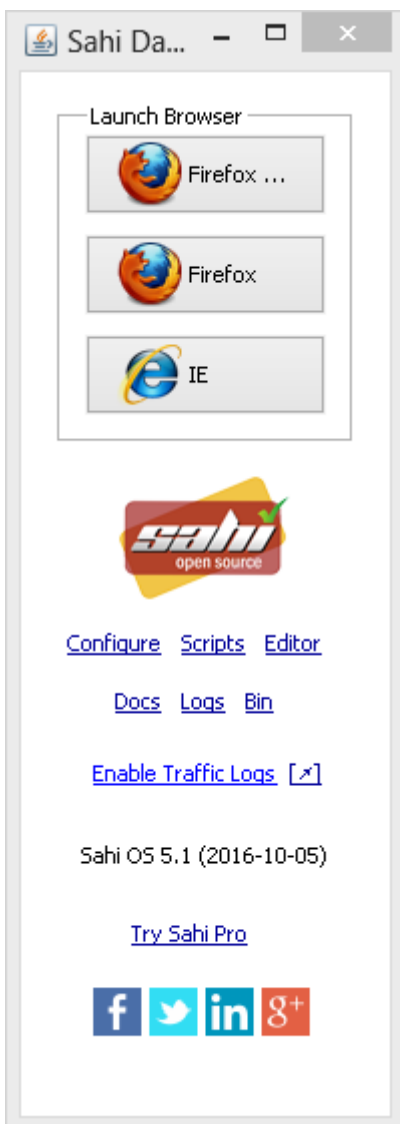 Sahi Da...
Launch Browser
Firefox ...
Firefox
IE
sahi
open source
Configure Scripts Editor
Docs Logs Bin
Enable Traffic Logs [↗]
Sahi OS 5.1 (2016-10-05)
Try Sahi Pro
f in g+